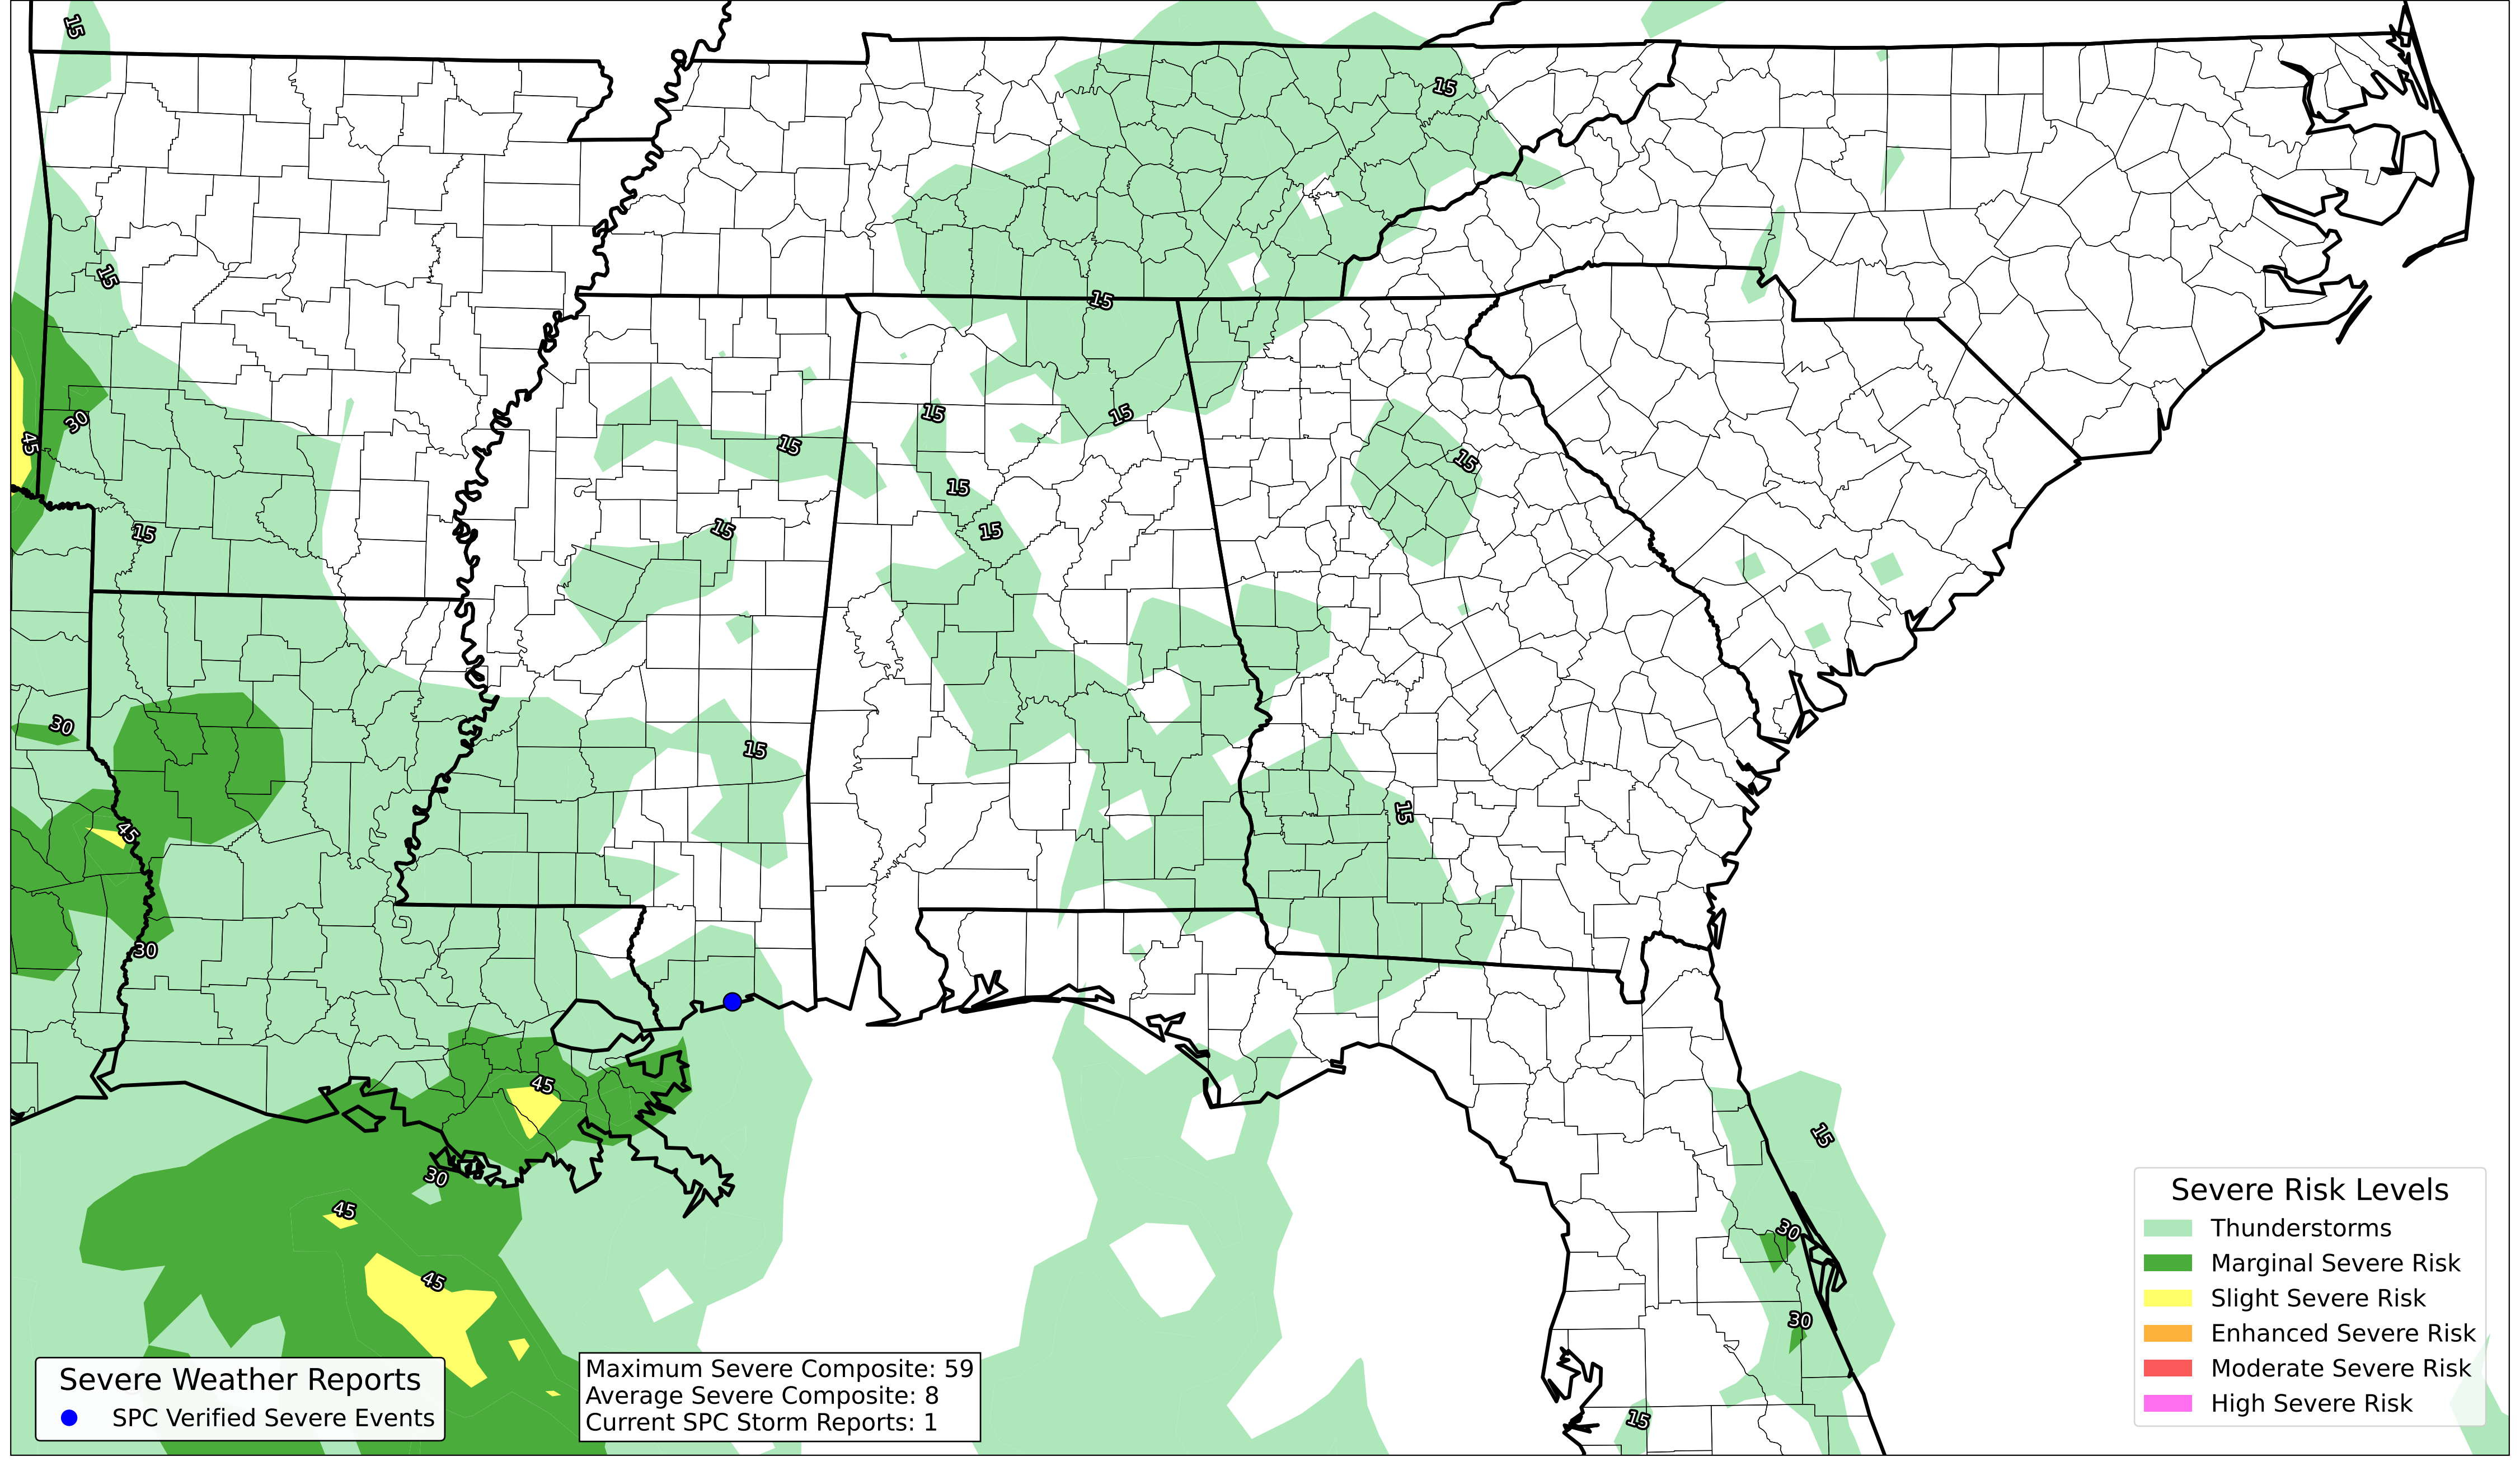 15
15
15
30
45
15
15
15
15
15
15
15
15
15
15
30
15
45
15
30
45
30
45
45
15
30
30
15
Severe Weather Reports
SPC Verified Severe Events
Maximum Severe Composite: 59
Average Severe Composite: 8
Current SPC Storm Reports: 1
Severe Risk Levels
Thunderstorms
Marginal Severe Risk
Slight Severe Risk
Enhanced Severe Risk
Moderate Severe Risk
High Severe Risk